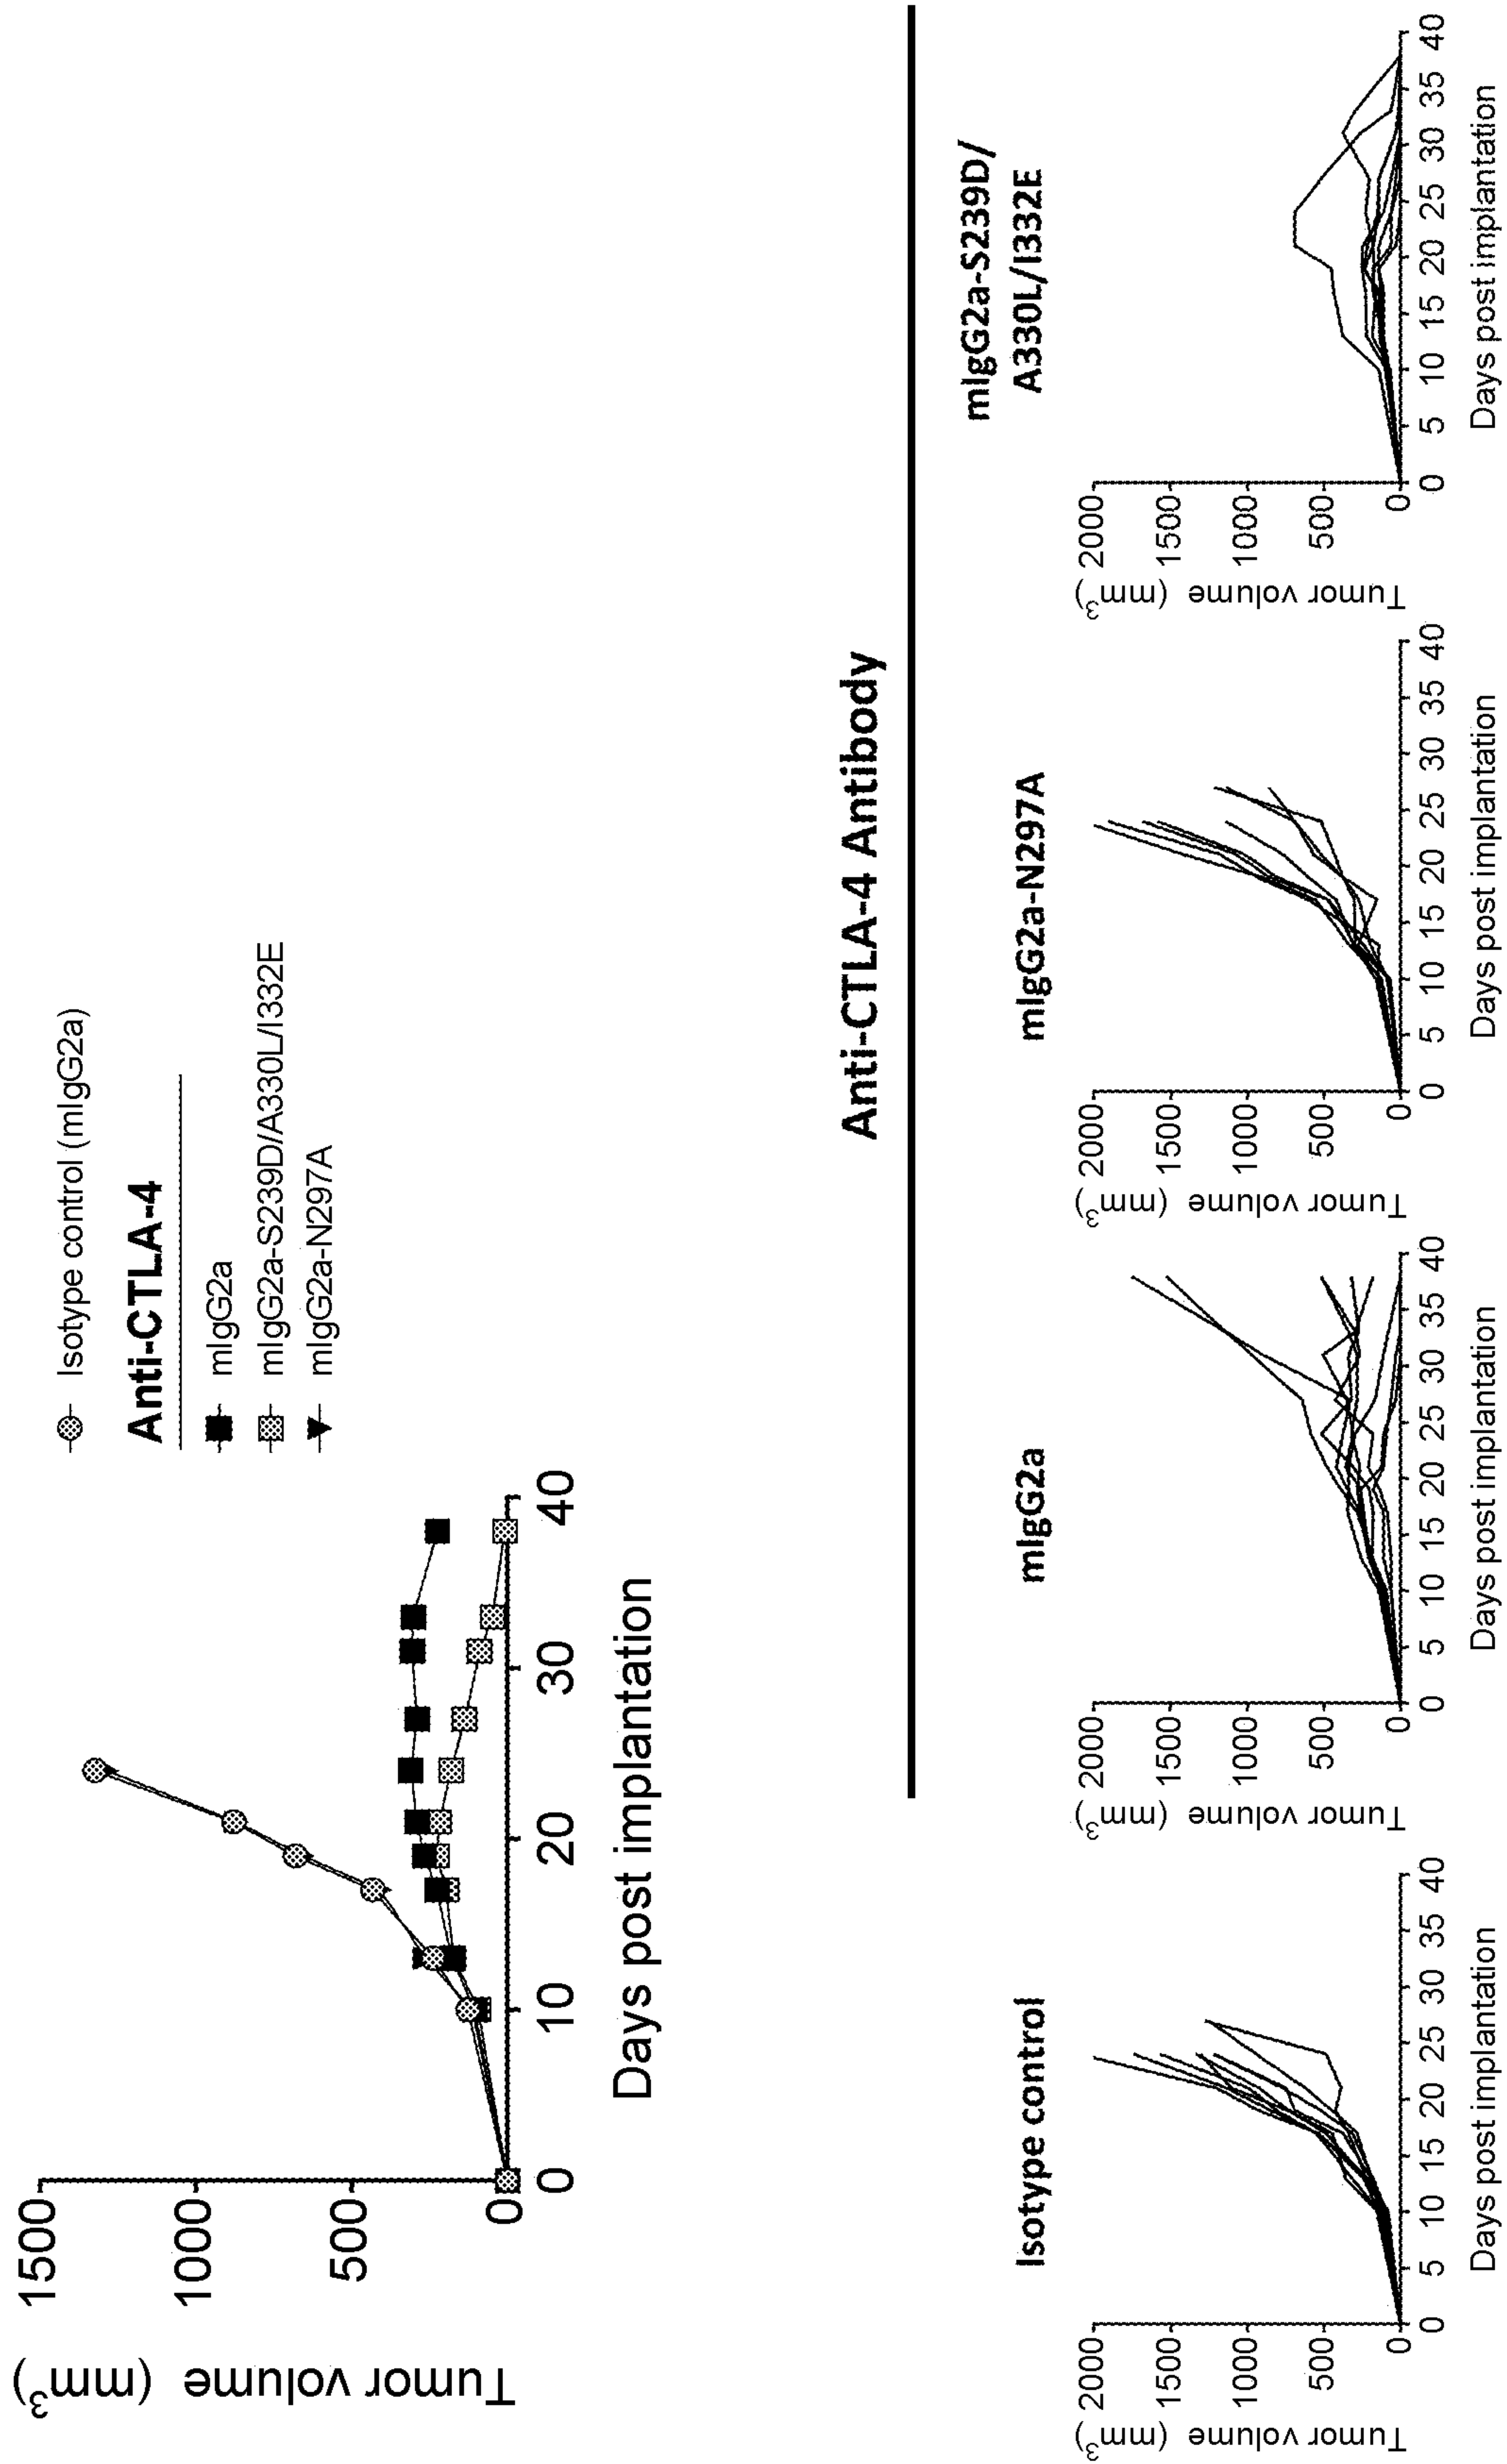 Tumor volume (mm³)
1500
1000
500
0
0 10 20 30 40
Days post implantation
Isotype control (mIgG2a)
Anti-CTLA-4
mIgG2a
mIgG2a-S239D/A330L/I332E
mIgG2a-N297A
Anti-CTLA-4 Antibody
Isotype control
Tumor volume (mm³)
2000
1500
1000
500
0
0 5 10 15 20 25 30 35 40
Days post implantation
mIgG2a
Tumor volume (mm³)
2000
1500
1000
500
0
0 5 10 15 20 25 30 35 40
Days post implantation
mIgG2a-N297A
Tumor volume (mm³)
2000
1500
1000
500
0
0 5 10 15 20 25 30 35 40
Days post implantation
mIgG2a-S239D/
A330L/I332E
Tumor volume (mm³)
2000
1500
1000
500
0
0 5 10 15 20 25 30 35 40
Days post implantation